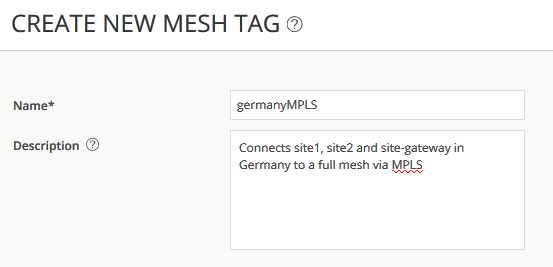 CREATE NEW MESH TAG ?
Name*
germanyMPLS
Description ?
Connects site1, site2 and site-gateway in
Germany to a full mesh via MPLS